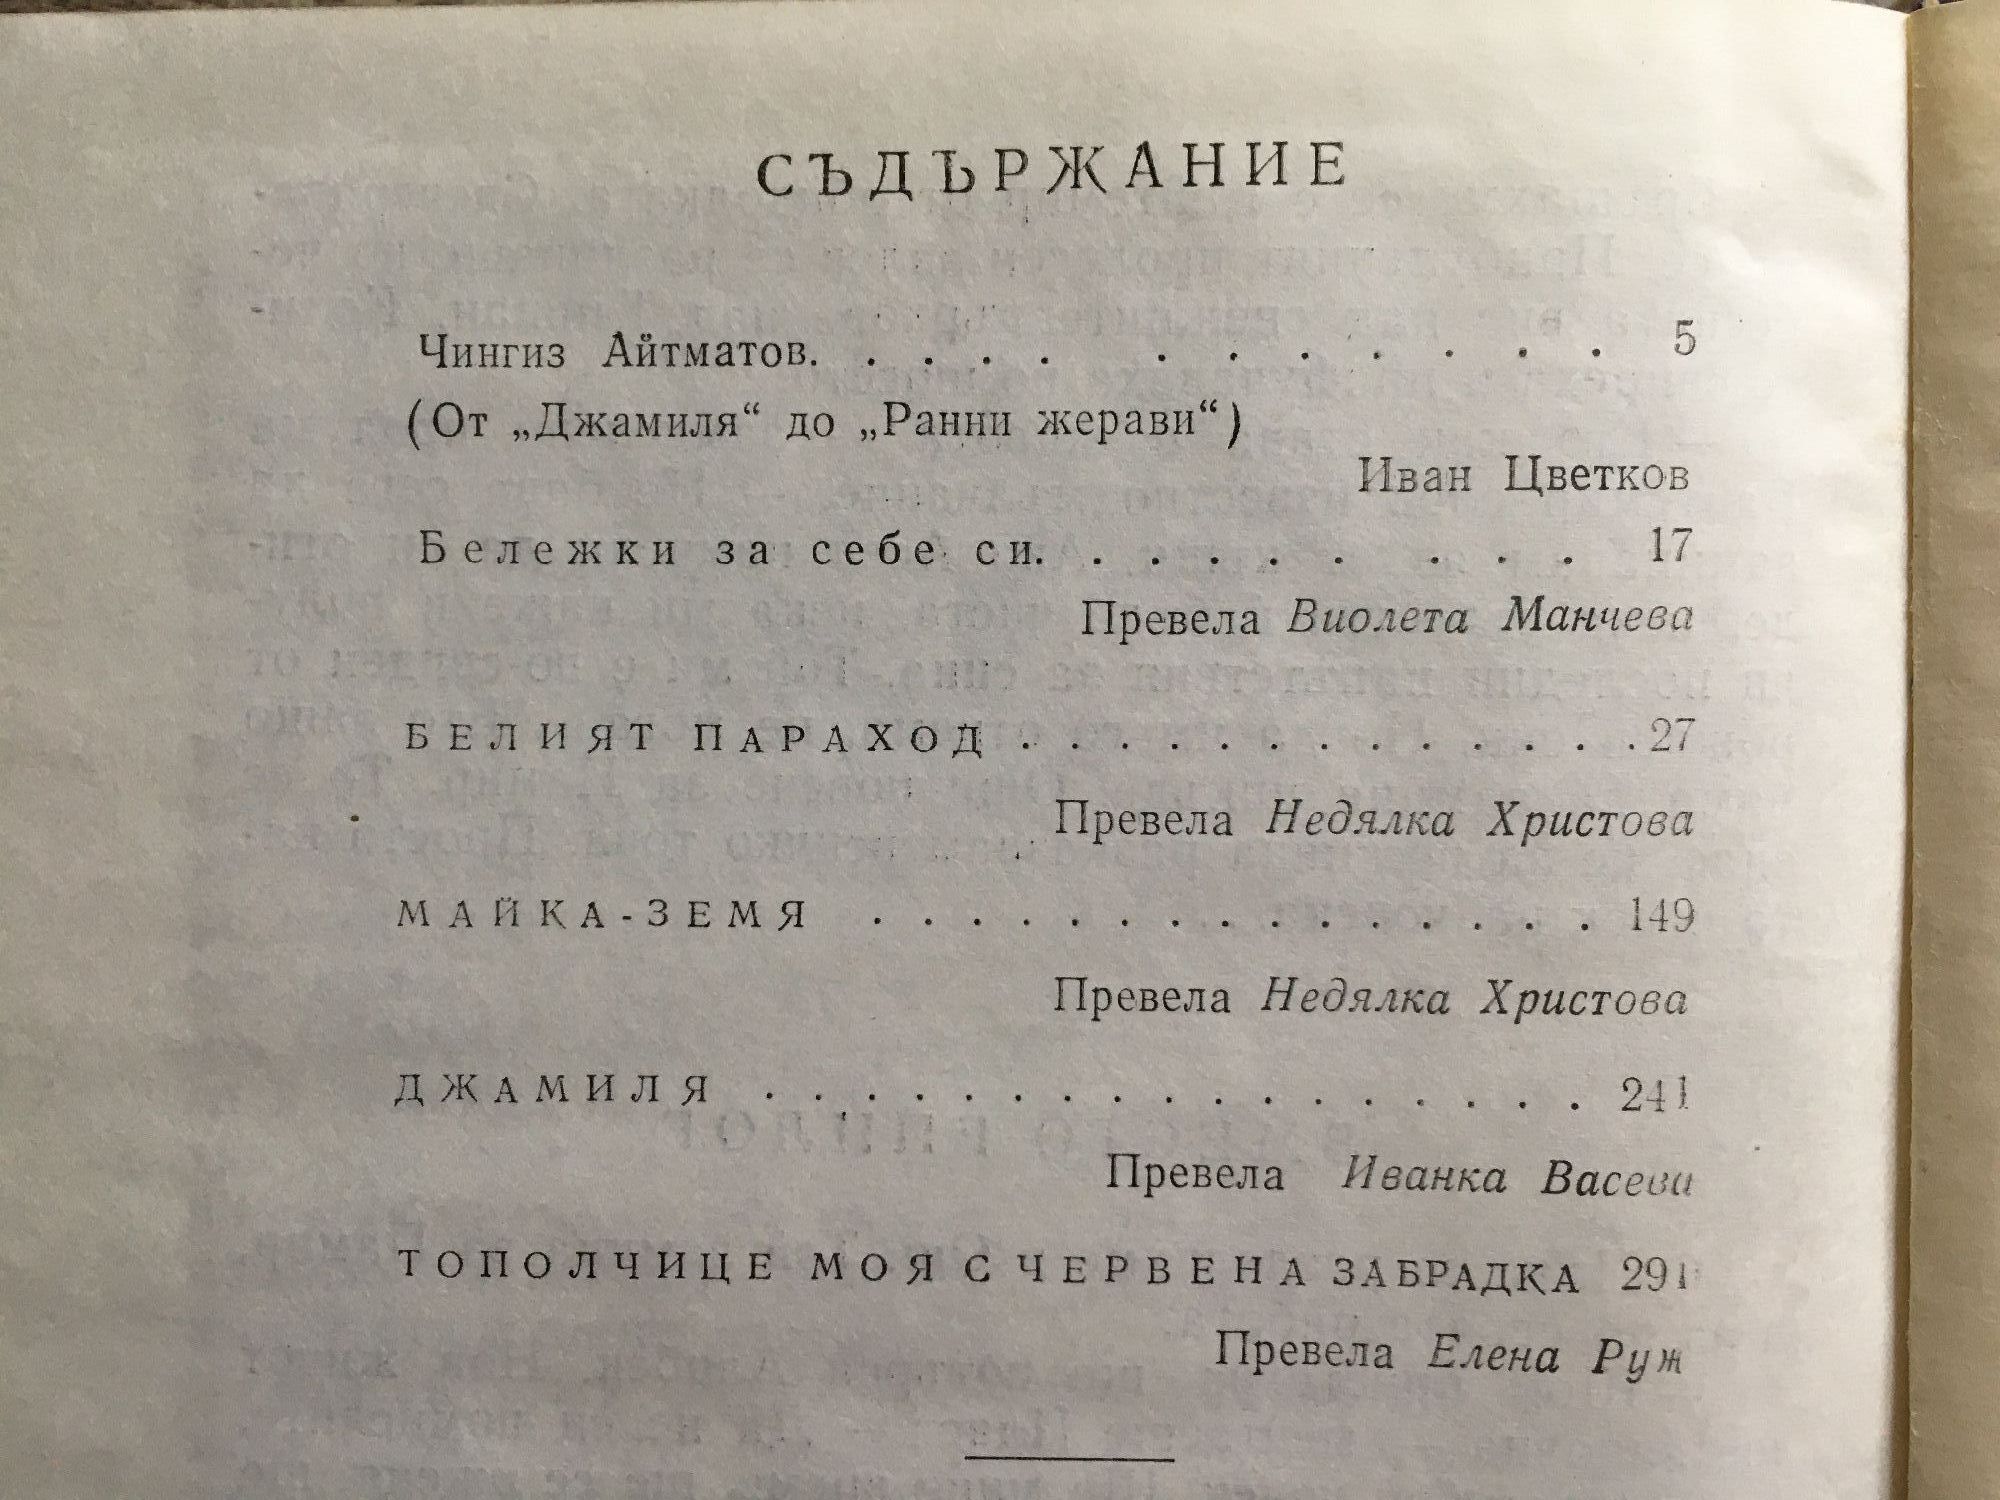 СЪДЪРЖАНИЕ
Чингиз Айтматов. . . . . . . . . . . . 5
(От „Джамиля“ до „Ранни жерави“)
Иван Цветков
Бележки за себе си. . . . . . . . . 17
Превела Виолета Манчева
БЕЛИЯТ ПАРАХОД . . . . . . . . . . . . . 27
Превела Недялка Христова
МАЙКА-ЗЕМЯ . . . . . . . . . . . . . . . 149
Превела Недялка Христова
ДЖАМИЛЯ . . . . . . . . . . . . . . . . . 241
Превела Иванка Васева
ТОПОЛЧИЦЕ МОЯ С ЧЕРВЕНА ЗАБРАДКА 291
Превела Елена Руж